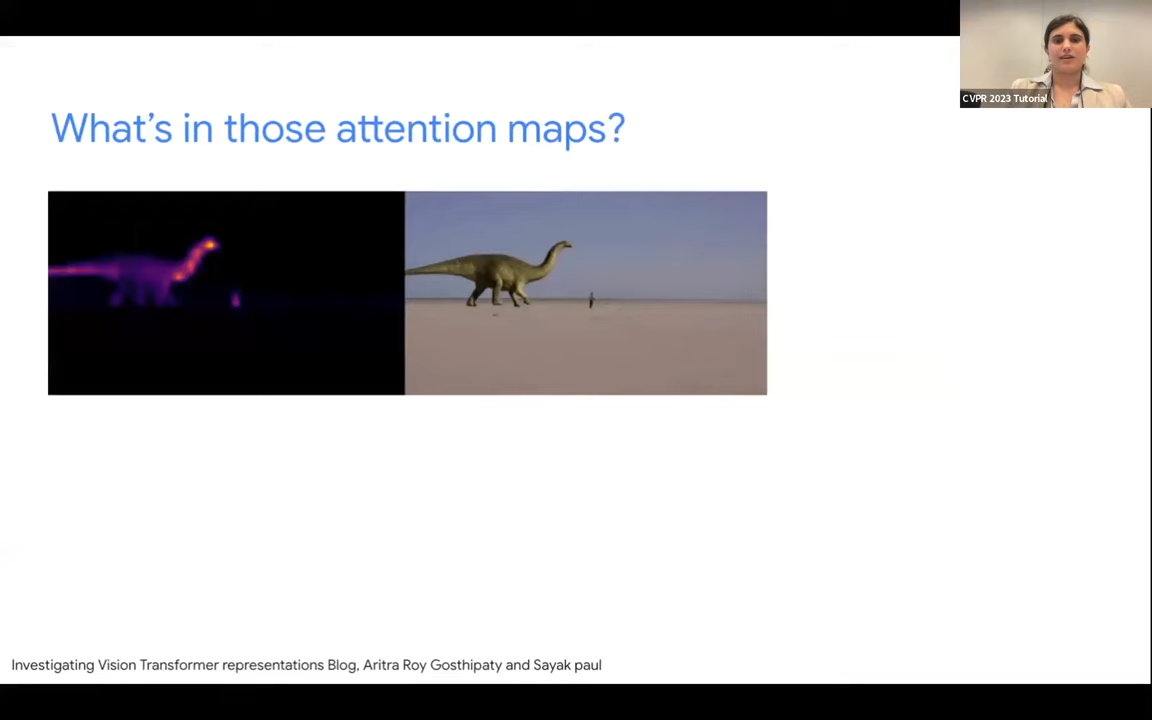 CVPR 2023 Tutorial
What's in those attention maps?
Investigating Vision Transformer representations Blog, Aritra Roy Gosthipaty and Sayak paul